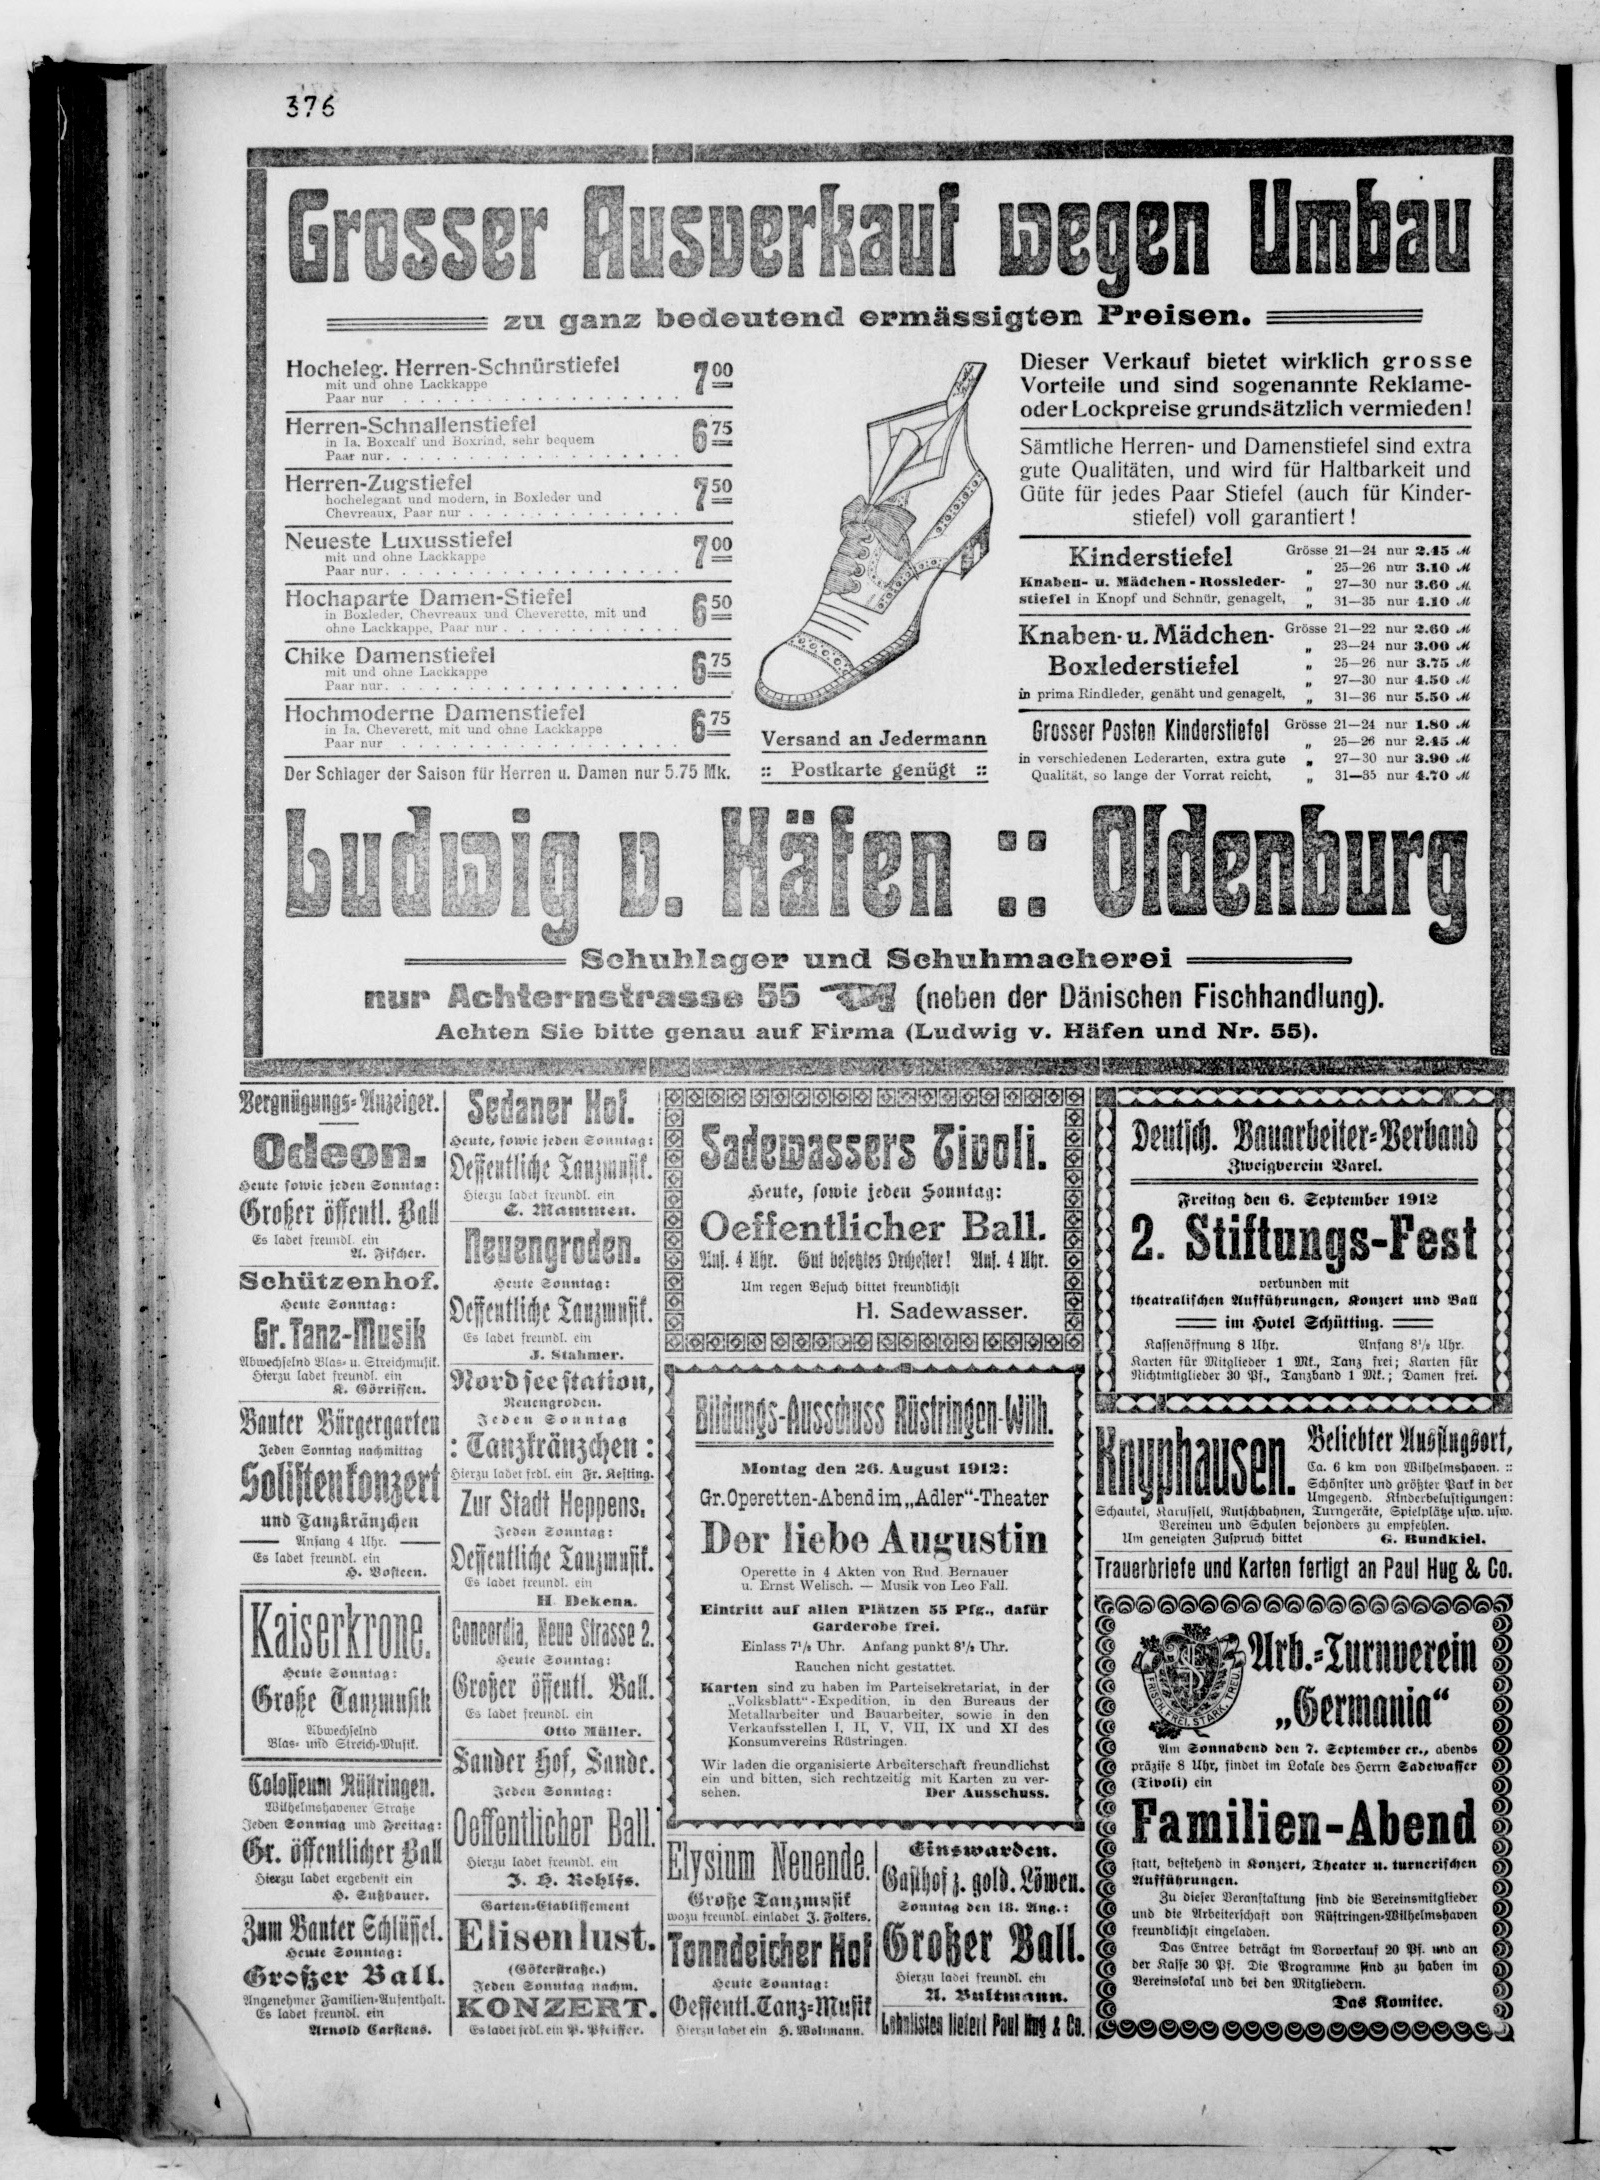 376
Grosser Ausverkauf wegen Umbau
zu ganz bedeutend ermässigten Preisen.
Hocheleg. Herren-Schnürstiefel
mit und ohne Lackkappe
Paar nur . . . 7 00
Herren-Schnallenstiefel
in Ia. Boxcalf und Boxrind, sehr bequem
Paar nur . . . 6 75
Herren-Zugstiefel
hochelegant und modern, in Boxleder und
Chevreaux, Paar nur . . . 7 50
Neueste Luxusstiefel
mit und ohne Lackkappe
Paar nur . . . 7 00
Hochaparte Damen-Stiefel
in Boxleder, Chevreaux und Cheverette, mit und
ohne Lackkappe, Paar nur . . . 6 50
Chike Damenstiefel
mit und ohne Lackkappe
Paar nur . . . 6 75
Hochmoderne Damenstiefel
in Ia. Cheverett, mit und ohne Lackkappe
Paar nur . . . 6 75
Der Schlager der Saison für Herren u. Damen nur 5.75 Mk.
Versand an Jedermann
:: Postkarte genügt ::
Dieser Verkauf bietet wirklich grosse
Vorteile und sind sogenannte Reklame-
oder Lockpreise grundsätzlich vermieden!
Sämtliche Herren- und Damenstiefel sind extra
gute Qualitäten, und wird für Haltbarkeit und
Güte für jedes Paar Stiefel (auch für Kinder-
stiefel) voll garantiert!
Kinderstiefel
Knaben- u. Mädchen-Rossleder-
stiefel in Knopf und Schnür, genagelt,
Grösse 21—24 nur 2.45 M
„ 25—26 nur 3.10 M
„ 27—30 nur 3.60 M.
„ 31—35 nur 4.10 M
Knaben- u. Mädchen-
Boxlederstiefel
in prima Rindleder, genäht und genagelt,
Grösse 21—22 nur 2.60 M
„ 23—24 nur 3.00 M
„ 25—26 nur 3.75 M
„ 27—30 nur 4.50 M
„ 31—36 nur 5.50 M
Grosser Posten Kinderstiefel
in verschiedenen Lederarten, extra gute
Qualität, so lange der Vorrat reicht,
Grösse 21—24 nur 1.80 M
„ 25—26 nur 2.45 M
„ 27—30 nur 3.90 M
„ 31—35 nur 4.70 M
Ludwig v. Häfen :: Oldenburg
Schuhlager und Schuhmacherei
nur Achternstrasse 55 (neben der Dänischen Fischhandlung).
Achten Sie bitte genau auf Firma (Ludwig v. Häfen und Nr. 55).
Vergnügungs-Anzeiger.
Odeon.
Heute sowie jeden Sonntag:
Großer öffentl. Ball
Es ladet freundl. ein
A. Fischer.
Schützenhof.
Heute Sonntag:
Gr. Tanz-Musik
Abwechselnd Blas- u. Streichmusik.
Hierzu ladet freundl. ein
K. Görrissen.
Banter Bürgergarten
Jeden Sonntag nachmittag
Solistenkonzert
und Tanzkränzchen
Anfang 4 Uhr.
Es ladet freundl. ein
H. Vosteen.
Kaiserkrone.
Heute Sonntag:
Große Tanzmusik
Abwechselnd
Blas- und Streich-Musik.
Colosseum Rüstringen.
Wilhelmshavener Straße
Jeden Sonntag und Freitag:
Gr. öffentlicher Ball
Hierzu ladet ergebenst ein
H. Sußbauer.
Zum Banter Schlüssel.
Heute Sonntag:
Großer Ball.
Angenehmer Familien-Aufenthalt.
Es ladet freundl. ein
Arnold Carstens.
Sedaner Hof.
Heute, sowie jeden Sonntag:
Oeffentliche Tanzmusik.
Hierzu ladet freundl. ein
C. Mammen.
Neuengroden.
Heute Sonntag:
Oeffentliche Tanzmusik.
Es ladet freundl. ein
J. Stahmer.
Nordseestation,
Neuengroden.
Jeden Sonntag
: Tanzkränzchen :
Hierzu ladet frdl. ein Fr. Kesting.
Zur Stadt Heppens.
Jeden Sonntag:
Oeffentliche Tanzmusik.
Es ladet freundl. ein
H. Dekena.
Concordia, Neue Strasse 2.
Heute Sonntag:
Großer öffentl. Ball.
Es ladet freundl. ein
Otto Müller.
Sander Hof, Sande.
Jeden Sonntag:
Oeffentlicher Ball.
Hierzu ladet freundl. ein
J. H. Rohlfs.
Garten-Etablissement
Elisenlust.
(Gökerstraße.)
Jeden Sonntag nachm.
KONZERT.
Es ladet frdl. ein P. Pfeiffer.
Sadewassers Tivoli.
Heute, sowie jeden Sonntag:
Oeffentlicher Ball.
Anf. 4 Uhr. Gut besetztes Orchester! Anf. 4 Uhr.
Um regen Besuch bittet freundlichst
H. Sadewasser.
Bildungs-Ausschuss Rüstringen-Wilh.
Montag den 26. August 1912:
Gr. Operetten-Abend im „Adler“-Theater
Der liebe Augustin
Operette in 4 Akten von Rud. Bernauer
u. Ernst Welisch. — Musik von Leo Fall.
Eintritt auf allen Plätzen 55 Pfg., dafür
Garderobe frei.
Einlass 7½ Uhr. Anfang punkt 8½ Uhr.
Rauchen nicht gestattet.
Karten sind zu haben im Parteisekretariat, in der
„Volksblatt“-Expedition, in den Bureaus der
Metallarbeiter und Bauarbeiter, sowie in den
Verkaufsstellen I, II, V, VII, IX und XI des
Konsumvereins Rüstringen.
Wir laden die organisierte Arbeiterschaft freundlichst
ein und bitten, sich rechtzeitig mit Karten zu ver-
sehen. Der Ausschuss.
Elysium Neuende.
Große Tanzmusik
wozu freundl. einladet J. Folkers.
Tonndeicher Hof
Heute Sonntag:
Oeffentl. Tanz-Musik
Hierzu ladet ein H. Woltmann.
Einswarden.
Gasthof z. gold. Löwen.
Sonntag den 18. Aug.:
Großer Ball.
Hierzu ladet freundl. ein
A. Bultmann.
Lohnlisten liefert Paul Hug & Co.
Deutsch. Bauarbeiter-Verband
Zweigverein Varel.
Freitag den 6. September 1912
2. Stiftungs-Fest
verbunden mit
theatralischen Aufführungen, Konzert und Ball
im Hotel Schütting.
Kassenöffnung 8 Uhr. Anfang 8½ Uhr.
Karten für Mitglieder 1 Mk., Tanz frei; Karten für
Nichtmitglieder 30 Pf., Tanzband 1 Mk.; Damen frei.
Knyphausen.
Beliebter Ausflugsort,
Ca. 6 km von Wilhelmshaven. ::
Schönster und größter Park in der
Umgegend. Kinderbelustigungen:
Schaukel, Karussell, Rutschbahnen, Turngeräte, Spielplätze usw. usw.
Vereinen und Schulen besonders zu empfehlen.
Um geneigten Zuspruch bittet G. Bundkiel.
Trauerbriefe und Karten fertigt an Paul Hug & Co.
FRISCH, FREI, STARK, TREU.
Arb.-Turnverein
„Germania“
Am Sonnabend den 7. September cr., abends
präzise 8 Uhr, findet im Lokale des Herrn Sadewasser
(Tivoli) ein
Familien-Abend
statt, bestehend in Konzert, Theater u. turnerischen
Aufführungen.
Zu dieser Veranstaltung sind die Vereinsmitglieder
und die Arbeiterschaft von Rüstringen-Wilhelmshaven
freundlichst eingeladen.
Das Entree beträgt im Vorverkauf 20 Pf. und an
der Kasse 30 Pf. Die Programme sind zu haben im
Vereinslokal und bei den Mitgliedern.
Das Komitee.